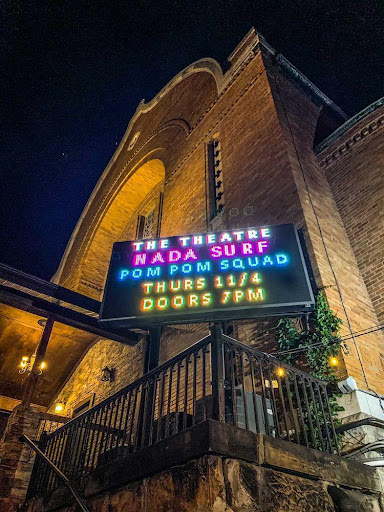 THE THEATRE
NADA SURF
POM POM SQUAD
THURS 11/4
DOORS 7PM